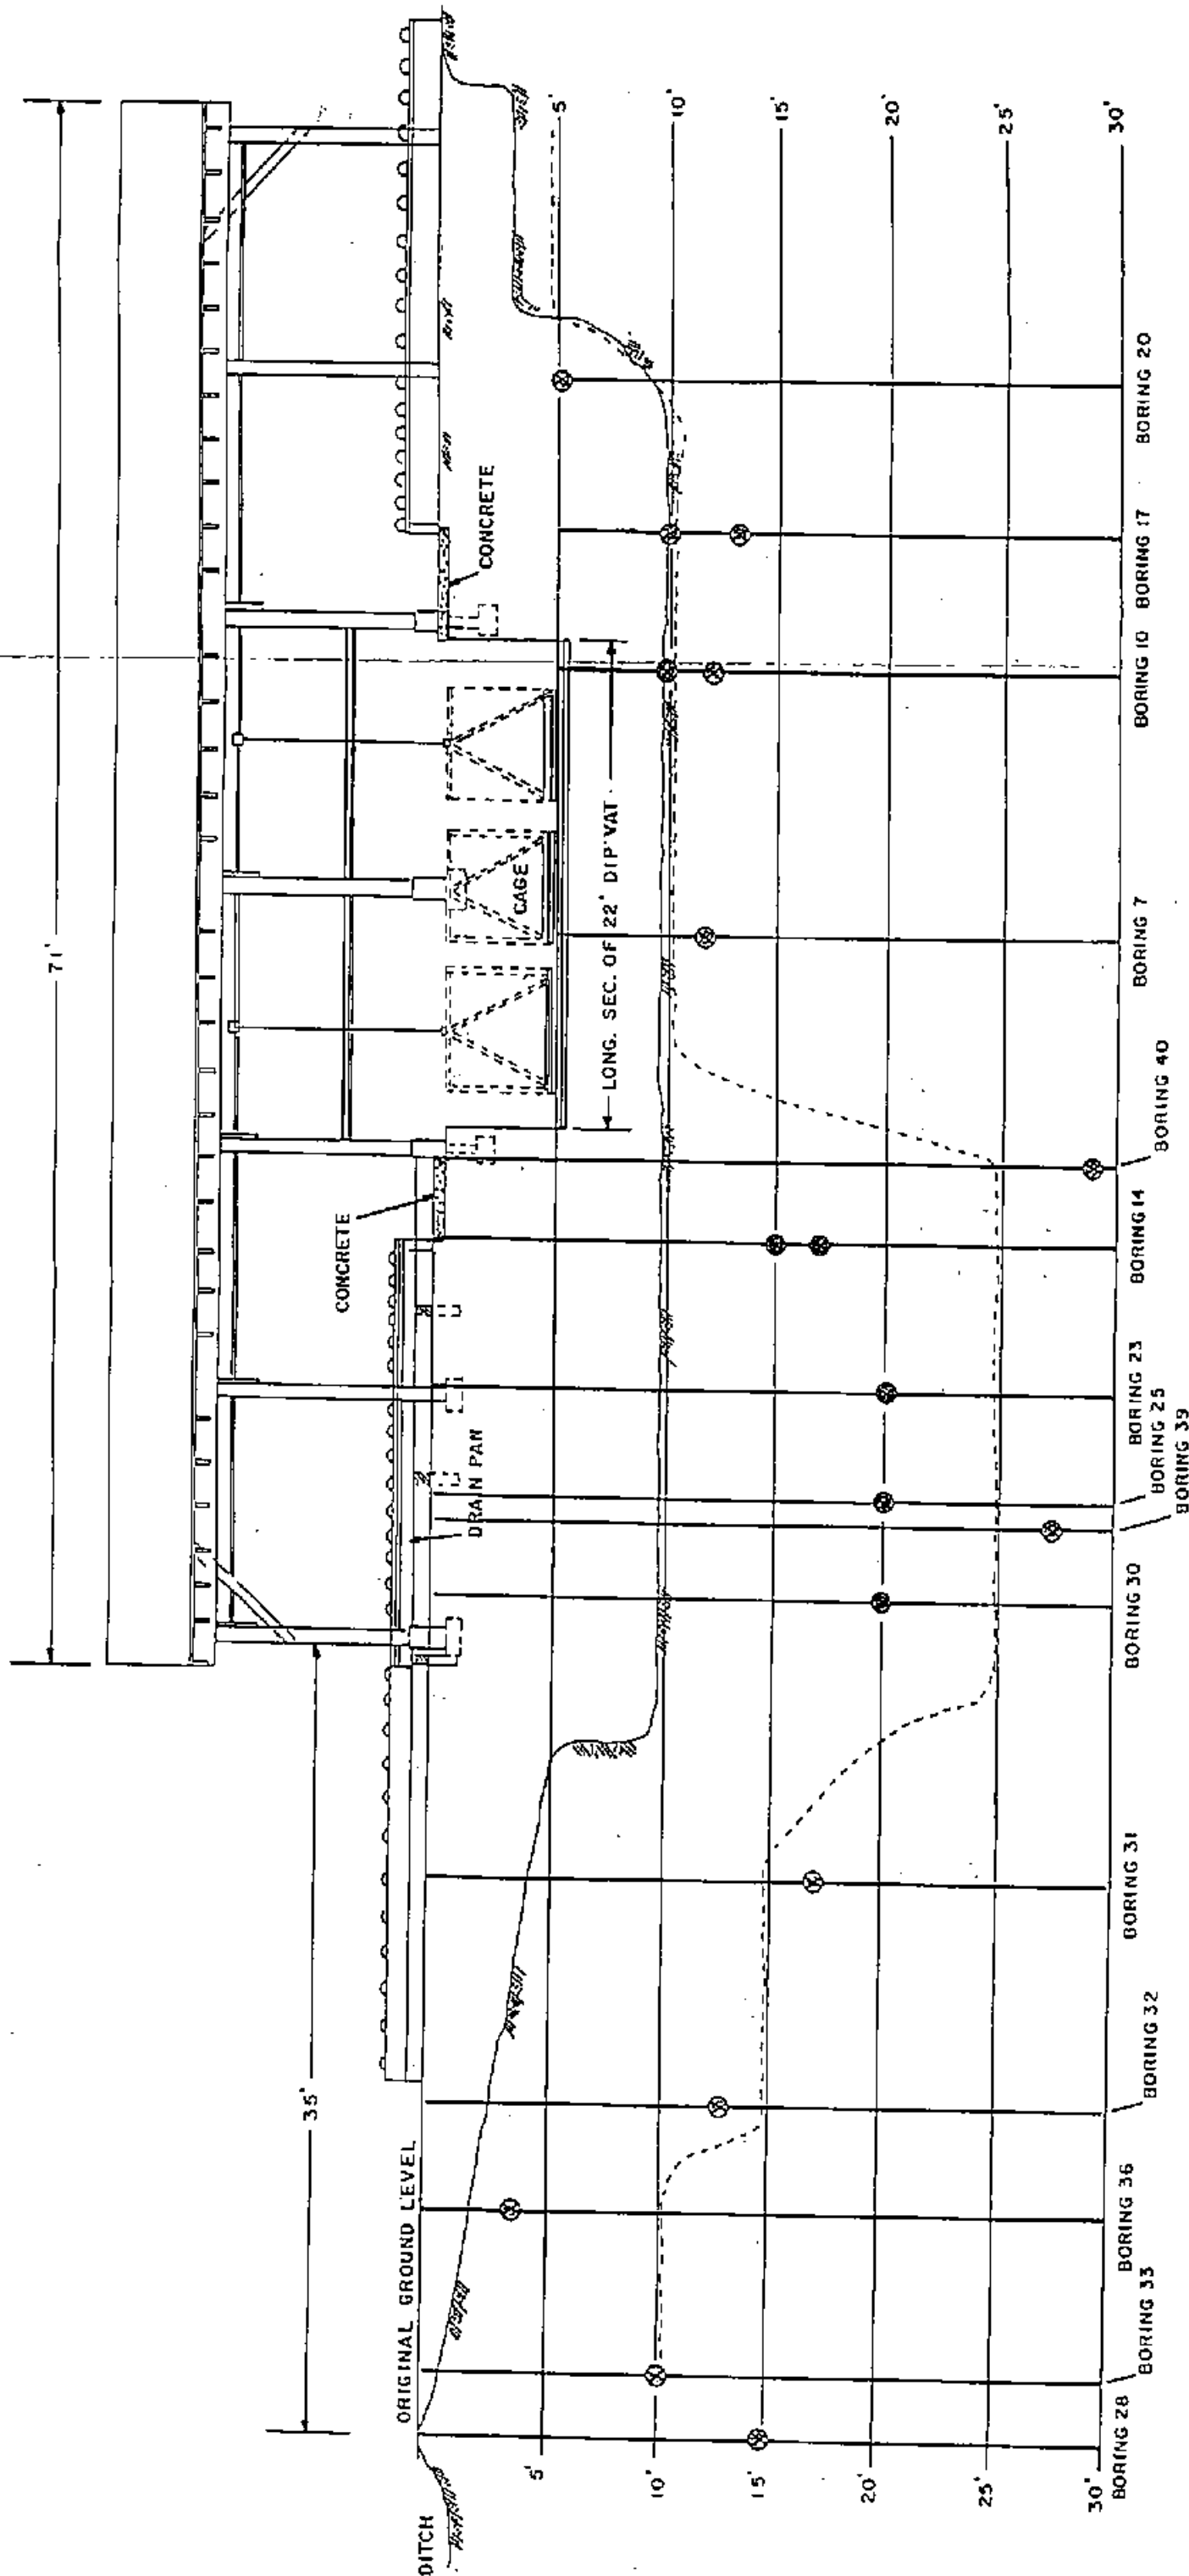 71'
35'
CONCRETE
CONCRETE
DRAIN PAN
CAGE
LONG. SEC. OF 22' DIP VAT
ORIGINAL GROUND LEVEL
DITCH
5'
10'
15'
20'
25'
30'
5'
10'
15'
20'
25'
30'
BORING 28
BORING 33
BORING 36
BORING 32
BORING 31
BORING 30
BORING 39
BORING 25
BORING 23
BORING 14
BORING 40
BORING 7
BORING 10
BORING 17
BORING 20